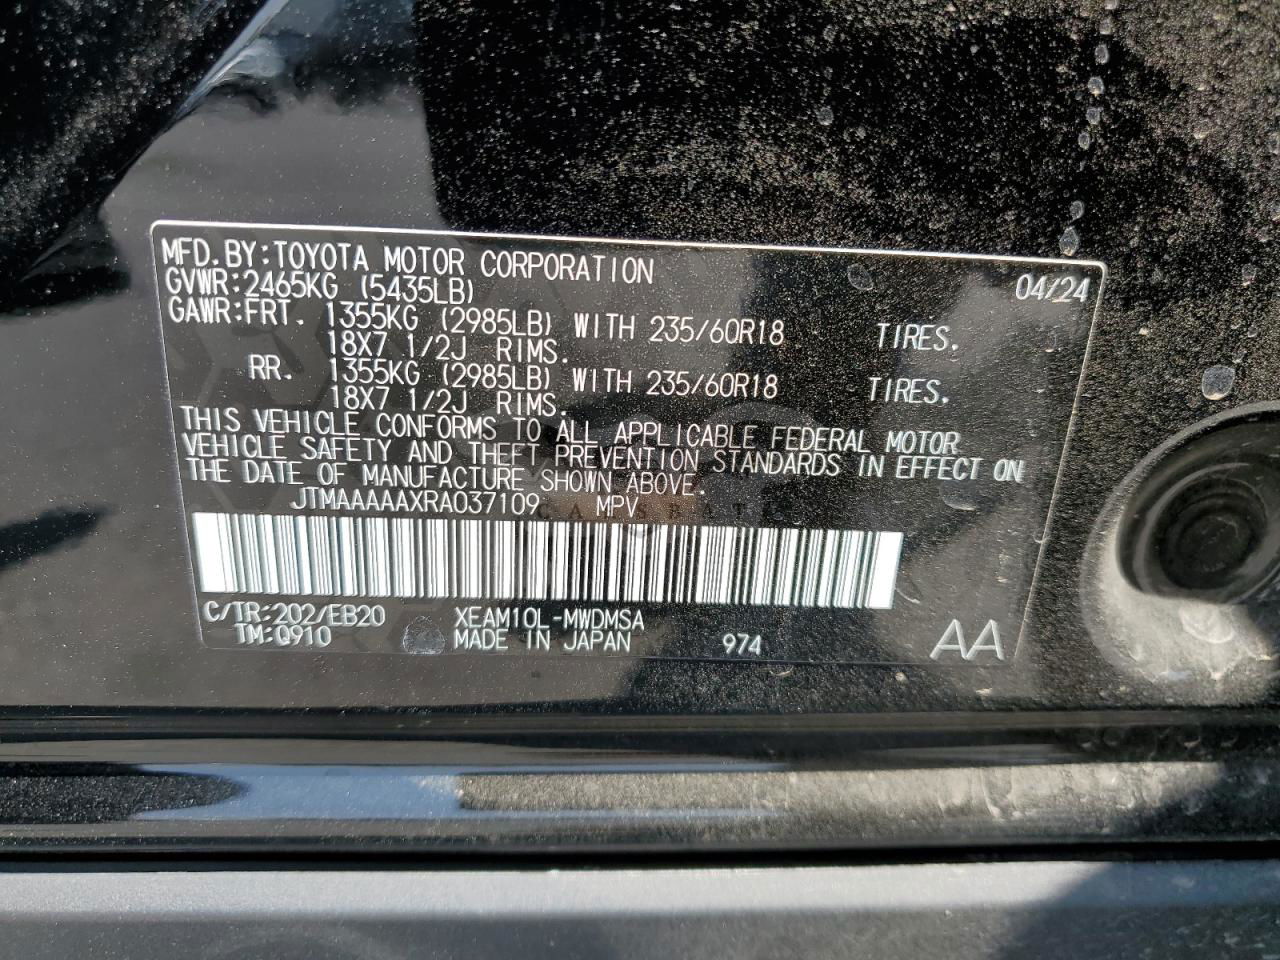 MFD.BY:TOYOTA MOTOR CORPORATION 04/24
GVWR:2465KG (5435LB)
GAWR:FRT. 1355KG (2985LB) WITH 235/60R18 TIRES.
18X7 1/2J RIMS.
RR. 1355KG (2985LB) WITH 235/60R18 TIRES.
18X7 1/2J RIMS.
THIS VEHICLE CONFORMS TO ALL APPLICABLE FEDERAL MOTOR
VEHICLE SAFETY AND THEFT PREVENTION STANDARDS IN EFFECT ON
THE DATE OF MANUFACTURE SHOWN ABOVE.
JTMAAAAAXRA037109 MPV
C/TR:202/EB20 XEAM10L-MWDMSA
TM:Q910 MADE IN JAPAN 974 AA